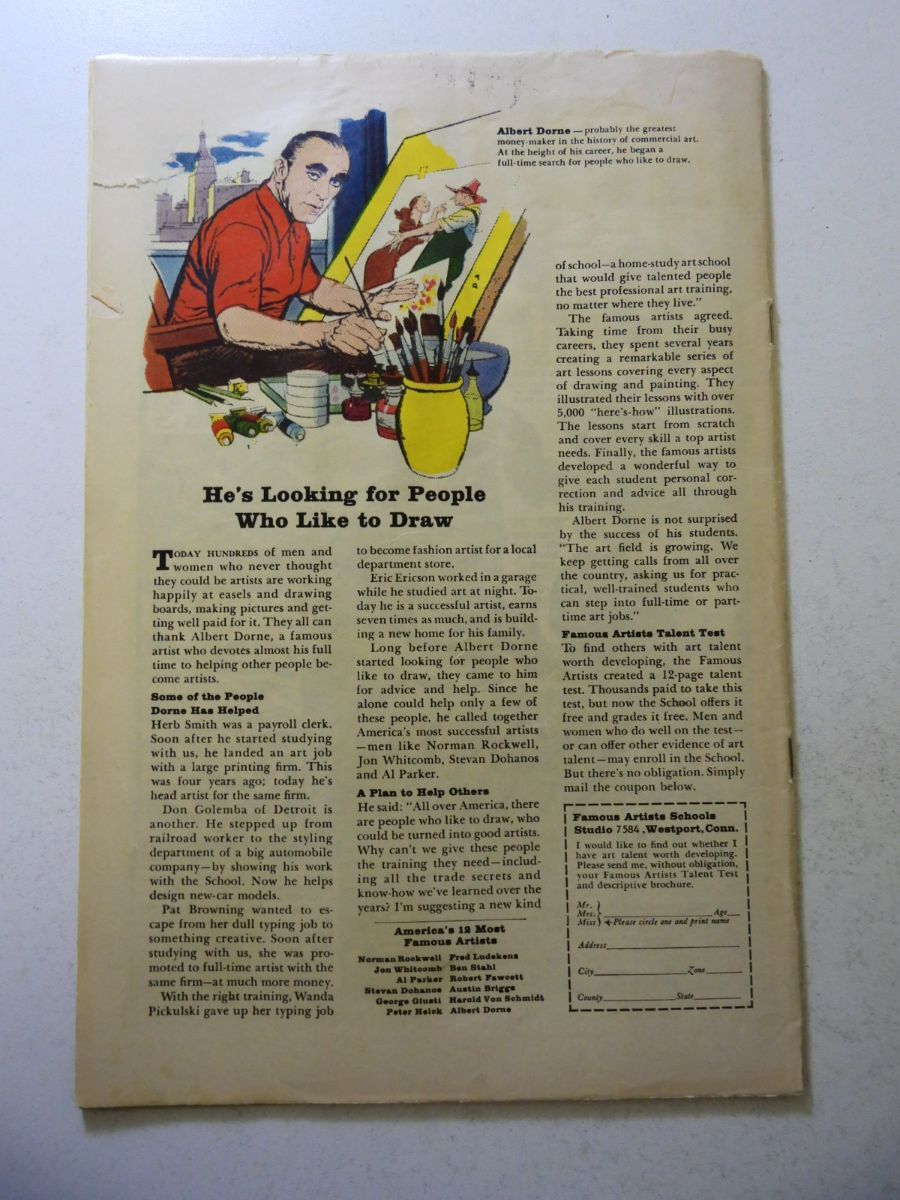 Albert Dorne — probably the greatest
money-maker in the history of commercial art.
At the height of his career, he began a
full-time search for people who like to draw.
He's Looking for People
Who Like to Draw
TODAY HUNDREDS of men and
women who never thought
they could be artists are working
happily at easels and drawing
boards, making pictures and get-
ting well paid for it. They all can
thank Albert Dorne, a famous
artist who devotes almost his full
time to helping other people be-
come artists.
Some of the People
Dorne Has Helped
Herb Smith was a payroll clerk.
Soon after he started studying
with us, he landed an art job
with a large printing firm. This
was four years ago; today he's
head artist for the same firm.
Don Golemba of Detroit is
another. He stepped up from
railroad worker to the styling
department of a big automobile
company—by showing his work
with the School. Now he helps
design new-car models.
Pat Browning wanted to es-
cape from her dull typing job to
something creative. Soon after
studying with us, she was pro-
moted to full-time artist with the
same firm—at much more money.
With the right training, Wanda
Pickulski gave up her typing job
to become fashion artist for a local
department store.
Eric Ericson worked in a garage
while he studied art at night. To-
day he is a successful artist, earns
seven times as much, and is build-
ing a new home for his family.
Long before Albert Dorne
started looking for people who
like to draw, they came to him
for advice and help. Since he
alone could help only a few of
these people, he called together
America's most successful artists
—men like Norman Rockwell,
Jon Whitcomb, Stevan Dohanos
and Al Parker.
A Plan to Help Others
He said: "All over America, there
are people who like to draw, who
could be turned into good artists.
Why can't we give these people
the training they need—includ-
ing all the trade secrets and
know-how we've learned over the
years? I'm suggesting a new kind
America's 12 Most
Famous Artists
Norman Rockwell Fred Ludekens
Jon Whitcomb Ben Stahl
Al Parker Robert Fawcett
Stevan Dohanos Austin Briggs
George Giusti Harold Von Schmidt
Peter Helck Albert Dorne
of school—a home-study art school
that would give talented people
the best professional art training,
no matter where they live."
The famous artists agreed.
Taking time from their busy
careers, they spent several years
creating a remarkable series of
art lessons covering every aspect
of drawing and painting. They
illustrated their lessons with over
5,000 "here's-how" illustrations.
The lessons start from scratch
and cover every skill a top artist
needs. Finally, the famous artists
developed a wonderful way to
give each student personal cor-
rection and advice all through
his training.
Albert Dorne is not surprised
by the success of his students.
"The art field is growing. We
keep getting calls from all over
the country, asking us for prac-
tical, well-trained students who
can step into full-time or part-
time art jobs."
Famous Artists Talent Test
To find others with art talent
worth developing, the Famous
Artists created a 12-page talent
test. Thousands paid to take this
test, but now the School offers it
free and grades it free. Men and
women who do well on the test—
or can offer other evidence of art
talent—may enroll in the School.
But there's no obligation. Simply
mail the coupon below.
Famous Artists Schools
Studio 7584, Westport, Conn.
I would like to find out whether I
have art talent worth developing.
Please send me, without obligation,
your Famous Artists Talent Test
and descriptive brochure.
Mr.
Mrs. Age
Miss Please circle one and print name
Address
City Zone
County State